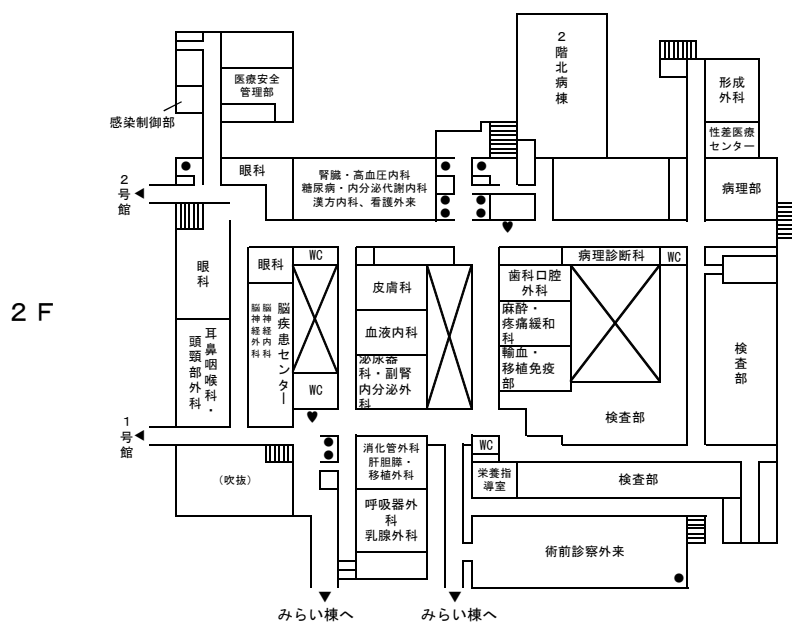 2F
2階北病棟
医療安全
管理部
感染制御部
形成
外科
性差医療
センター
2号館
眼科
腎臓・高血圧内科
糖尿病・内分泌代謝内科
漢方内科、看護外来
病理部
眼科
眼科
WC
皮膚科
歯科口腔
外科
病理診断科
WC
脳神経外科
脳神経内科
脳疾患センター
血液内科
麻酔・
疼痛緩和
科
耳鼻咽喉科・
頭頸部外科
WC
泌尿器
科・副腎
内分泌外科
輸血・
移植免疫
部
検査部
検査部
1号館
消化管外科
肝胆膵・
移植外科
WC
(吹抜)
栄養指
導室
検査部
呼吸器外
科
乳腺外科
術前診察外来
みらい棟へ
みらい棟へ